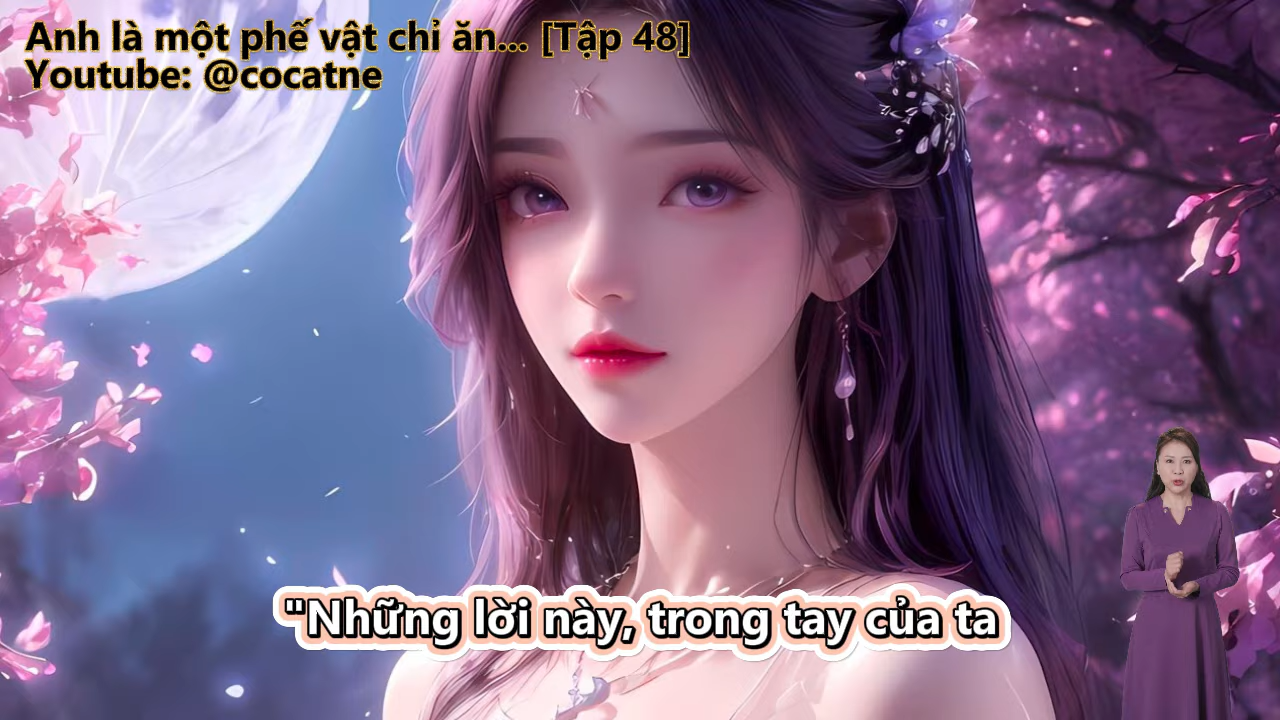 Anh là một phế vật chỉ ăn... [Tập 48]
Youtube: @cocatne
"Những lời này, trong tay của ta